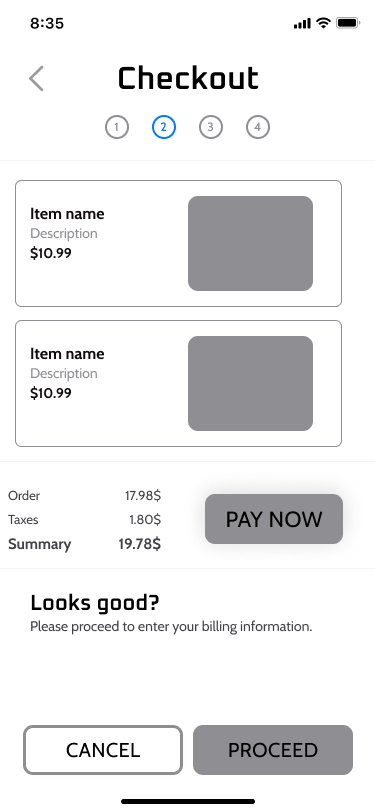 8:35
Checkout
1 2 3 4
Item name
Description
$10.99
Item name
Description
$10.99
Order 17.98$
Taxes 1.80$
Summary 19.78$
PAY NOW
Looks good?
Please proceed to enter your billing information.
CANCEL PROCEED